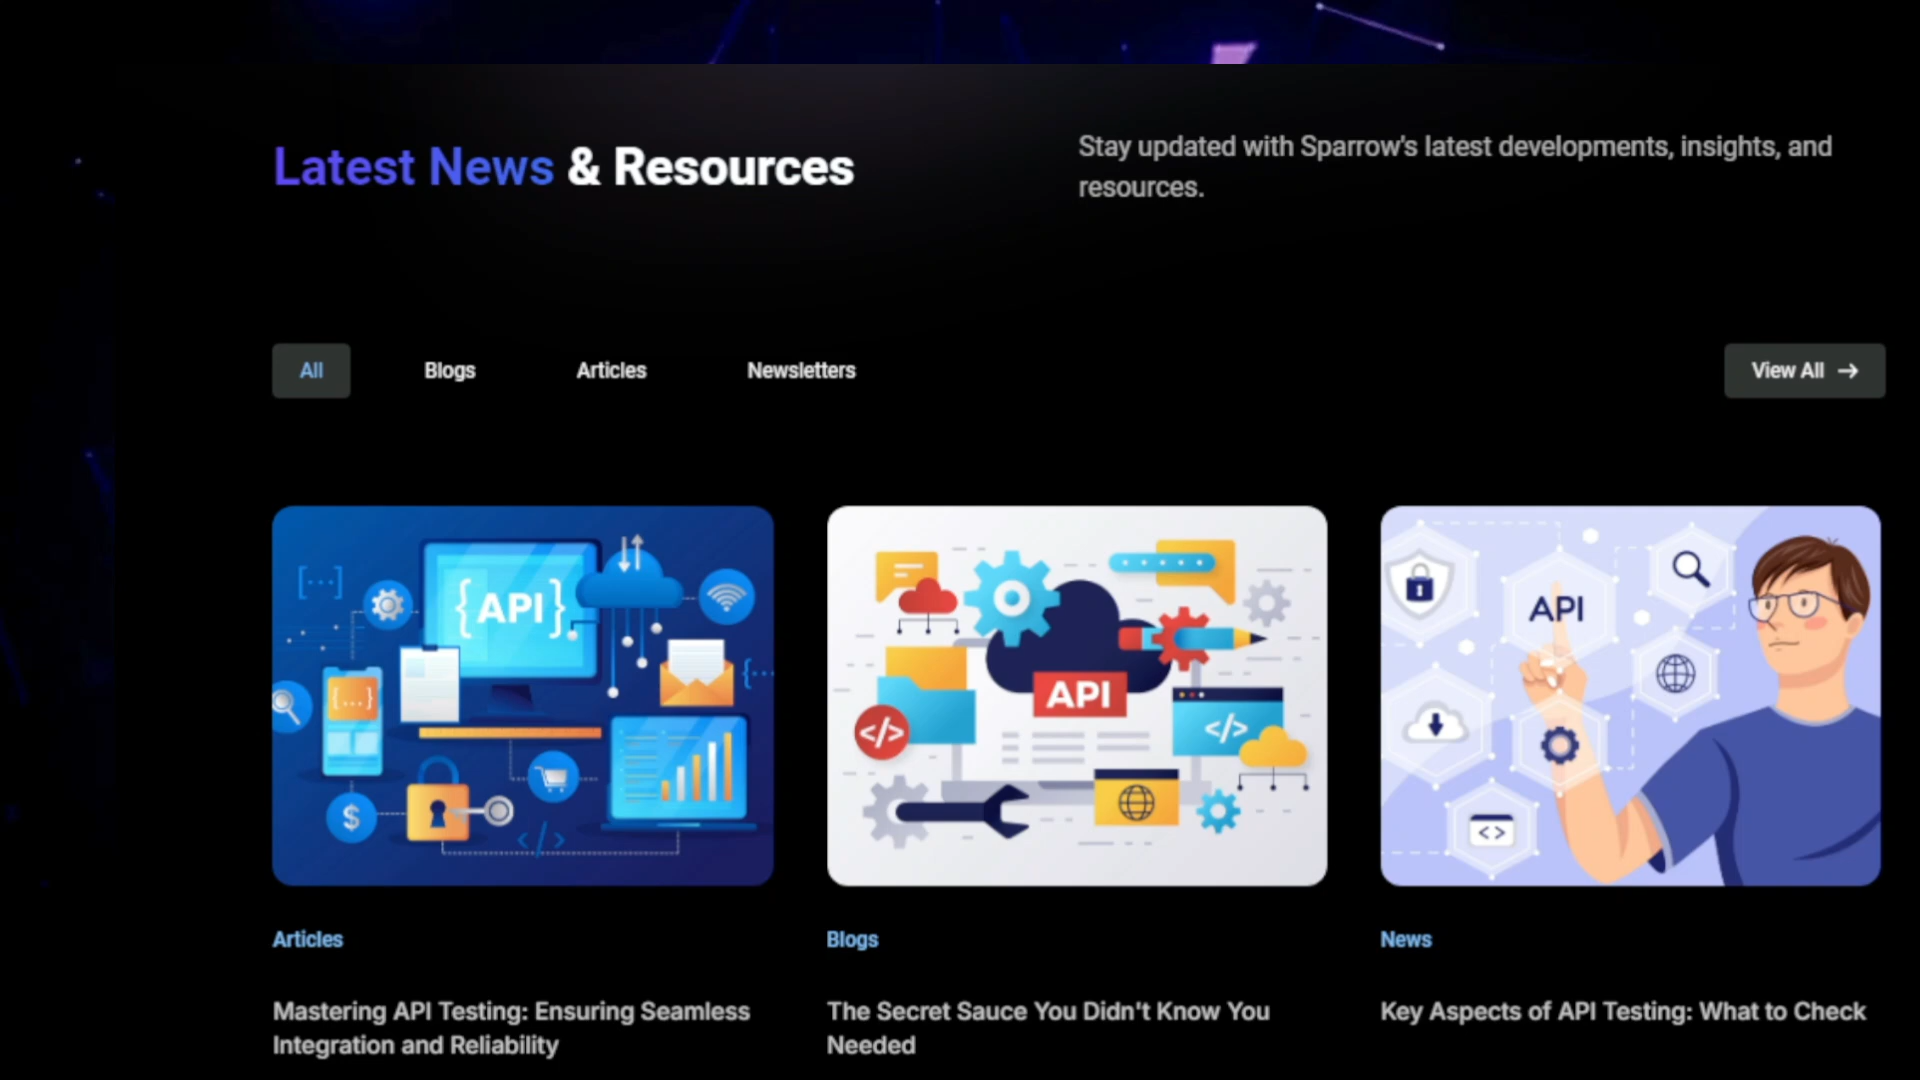 Latest News & Resources
Stay updated with Sparrow's latest developments, insights, and
resources.
All
Blogs
Articles
Newsletters
View All →
[...]
{API}
{...}
{...
$
</>
API
</>
</>
API
<>
Articles
Mastering API Testing: Ensuring Seamless
Integration and Reliability
Blogs
The Secret Sauce You Didn't Know You
Needed
News
Key Aspects of API Testing: What to Check